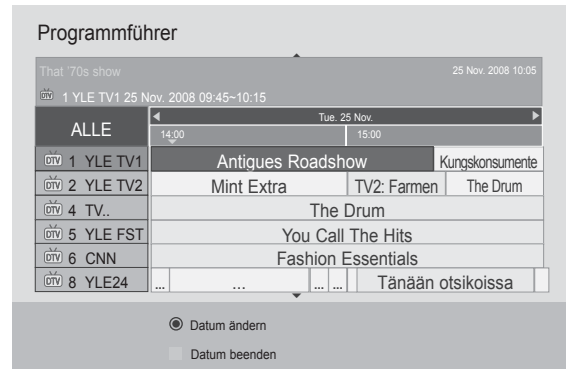 Programmführer
That '70s show 25 Nov. 2008 10:05
DTV 1 YLE TV1 25 Nov. 2008 09:45~10:15
ALLE
Tue. 25 Nov.
14:00 15:00
DTV 1 YLE TV1 Antigues Roadshow Kungskonsumente
DTV 2 YLE TV2 Mint Extra TV2: Farmen The Drum
DTV 4 TV.. The Drum
DTV 5 YLE FST You Call The Hits
DTV 6 CNN Fashion Essentials
DTV 8 YLE24 ... ... ... ... Tänään otsikoissa
Datum ändern
Datum beenden